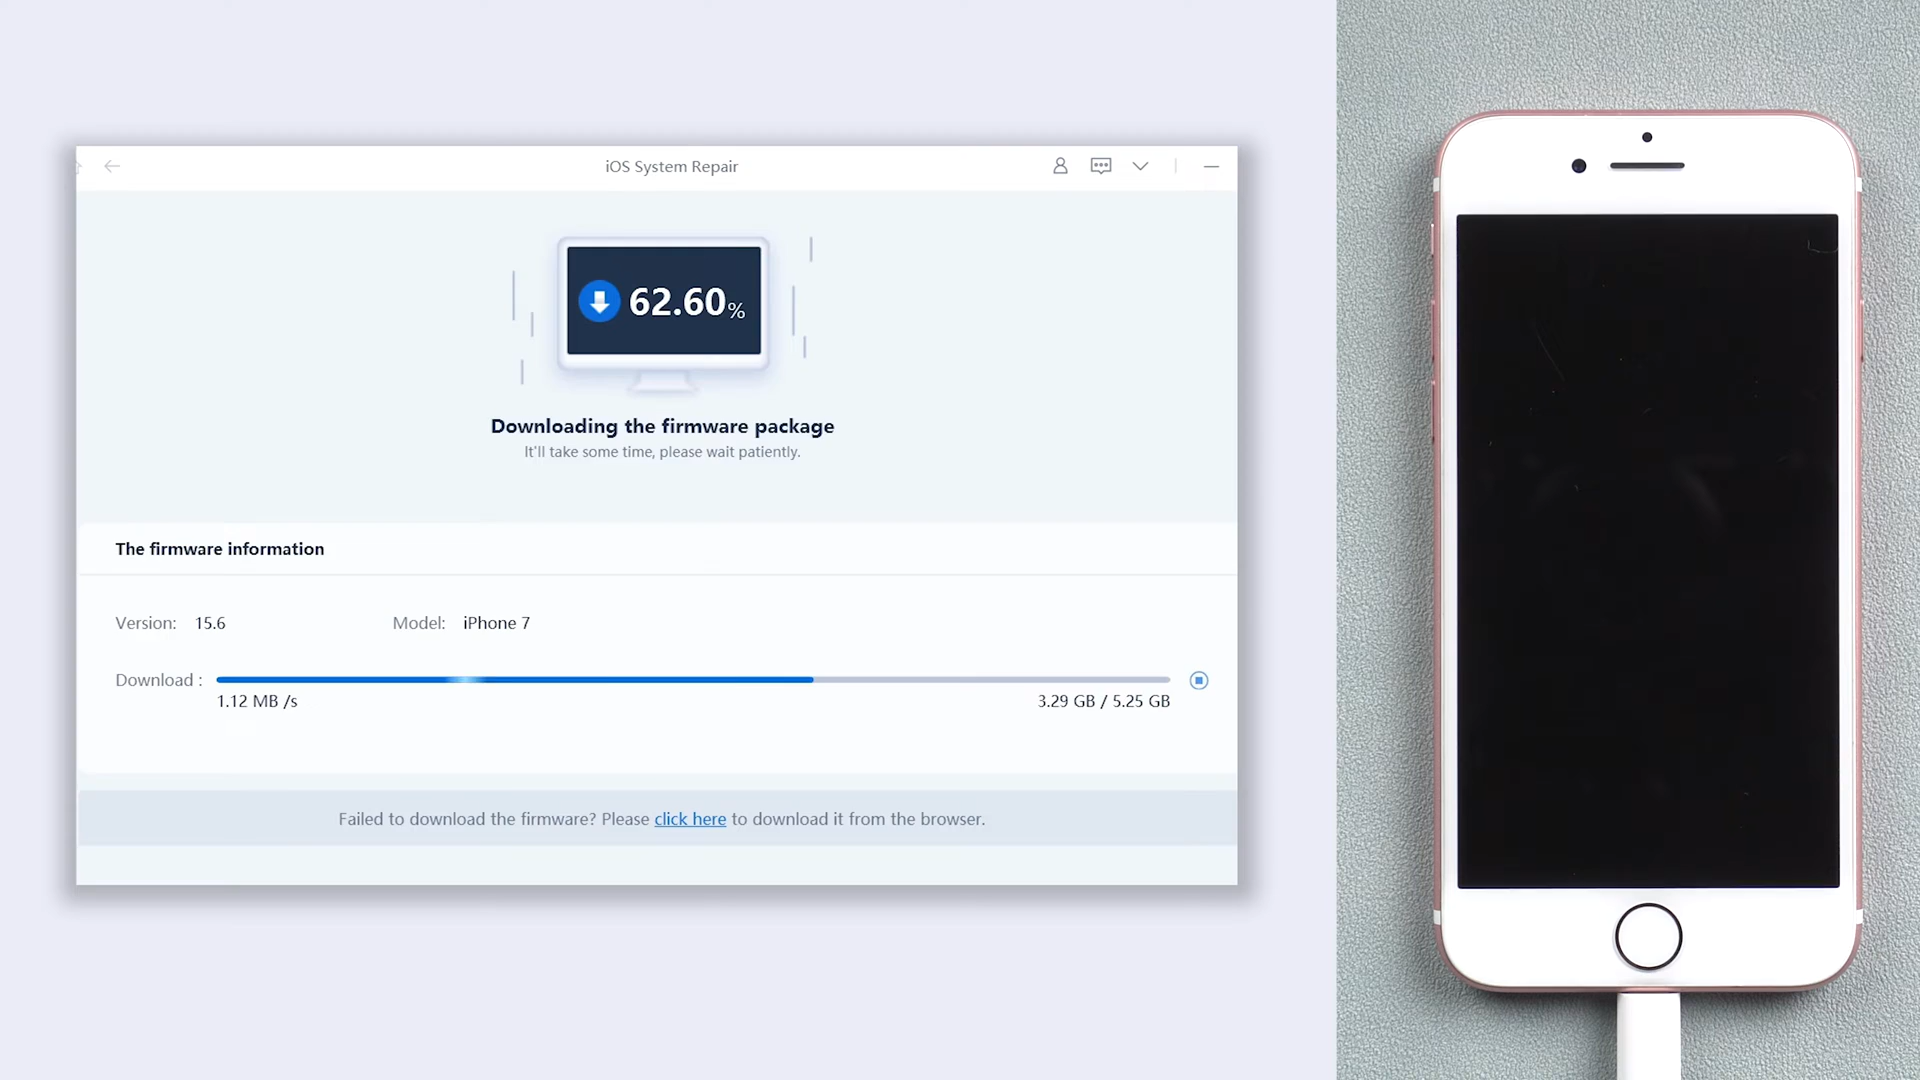 iOS System Repair
62.60%
Downloading the firmware package
It'll take some time, please wait patiently.
The firmware information
Version: 15.6 Model: iPhone 7
Download :
1.12 MB /s 3.29 GB / 5.25 GB
Failed to download the firmware? Please click here to download it from the browser.